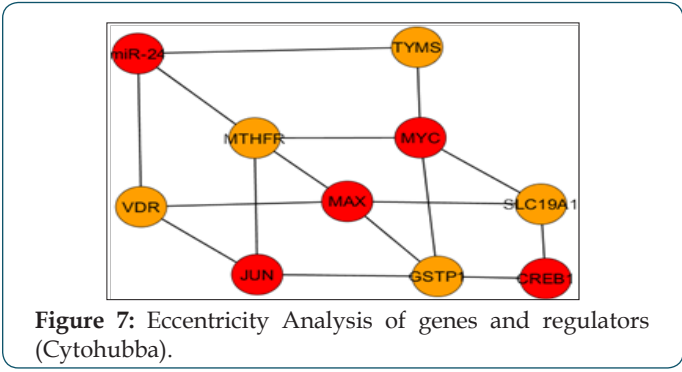 miR-24
TYMS
MTHFR
MYC
VDR
MAX
SLC19A1
JUN
GSTP1
CREB1
Figure 7: Eccentricity Analysis of genes and regulators
(Cytohubba).